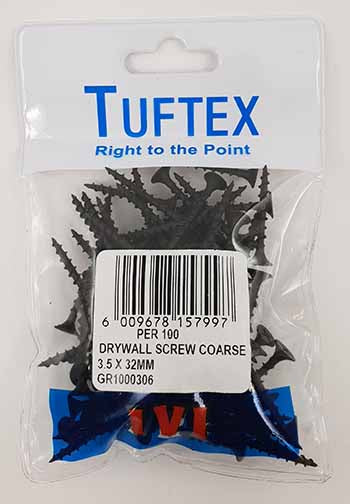 TUFTEX
Right to the Point
6 009678 157997
PER 100
DRYWALL SCREW COARSE
3.5 X 32MM
GR1000306